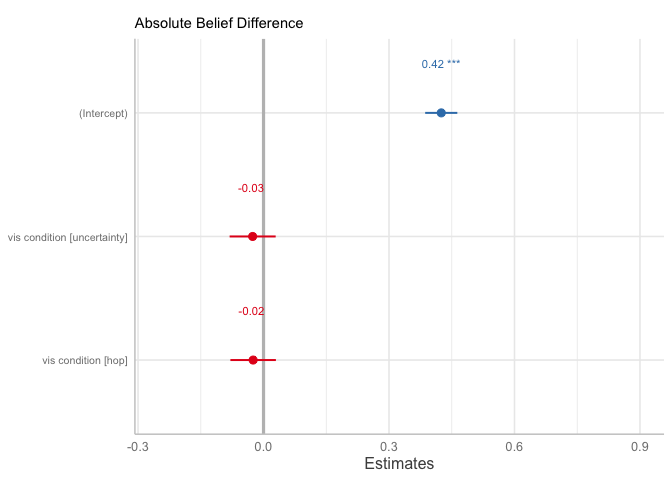 Absolute Belief Difference
0.42 ***
(Intercept)
-0.03
vis condition [uncertainty]
-0.02
vis condition [hop]
-0.3 0.0 0.3 0.6 0.9
Estimates